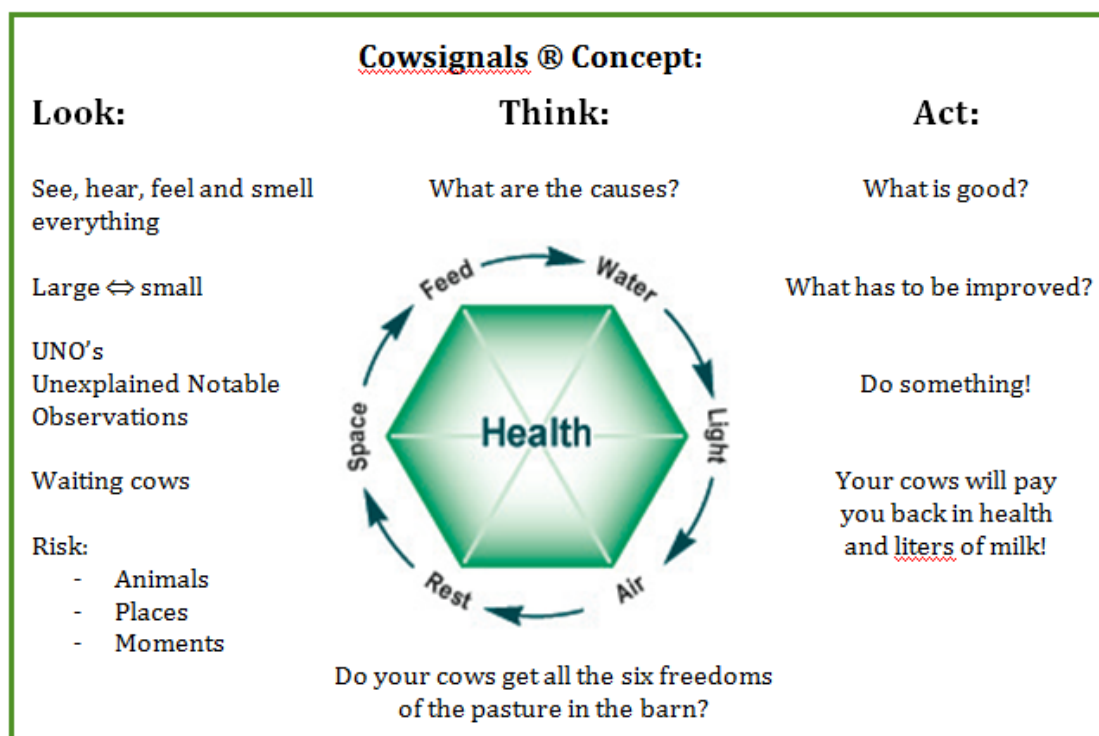 Cowsignals ® Concept:
Look:
See, hear, feel and smell
everything
Large ⇔ small
UNO’s
Unexplained Notable
Observations
Waiting cows
Risk:
- Animals
- Places
- Moments
Think:
What are the causes?
Feed
Water
Light
Air
Rest
Space
Health
Do your cows get all the six freedoms
of the pasture in the barn?
Act:
What is good?
What has to be improved?
Do something!
Your cows will pay
you back in health
and liters of milk!